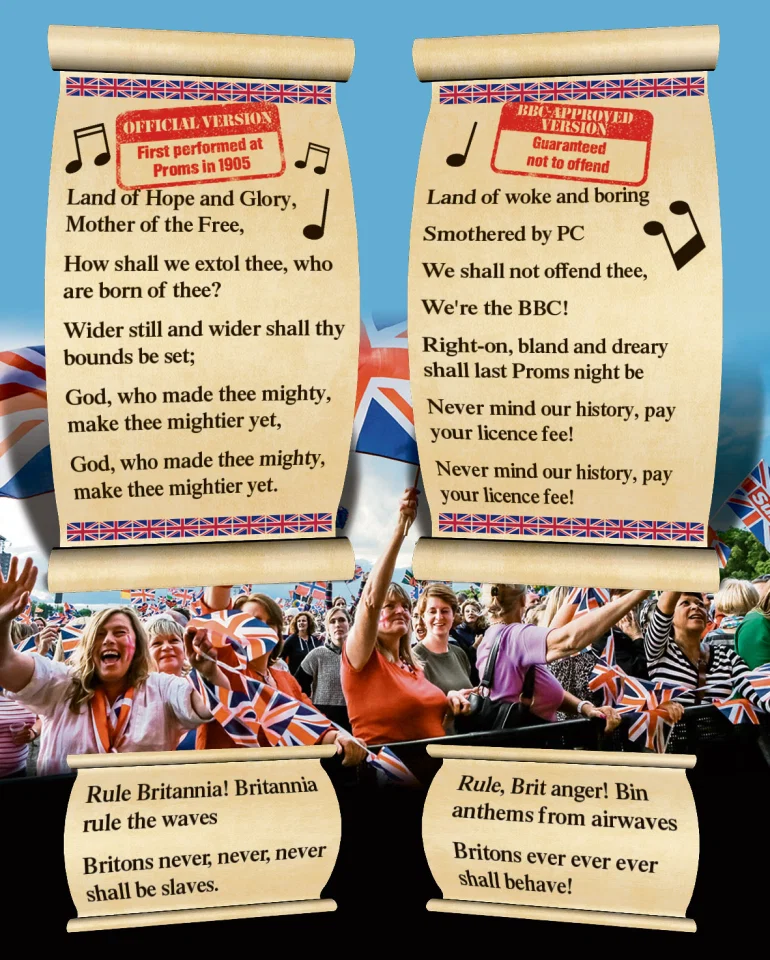 OFFICIAL VERSION
First performed at
Proms in 1905
Land of Hope and Glory,
Mother of the Free,
How shall we extol thee, who
are born of thee?
Wider still and wider shall thy
bounds be set;
God, who made thee mighty,
make thee mightier yet,
God, who made thee mighty,
make thee mightier yet.
BBC-APPROVED
VERSION
Guaranteed
not to offend
Land of woke and boring
Smothered by PC
We shall not offend thee,
We're the BBC!
Right-on, bland and dreary
shall last Proms night be
Never mind our history, pay
your licence fee!
Never mind our history, pay
your licence fee!
Rule Britannia! Britannia
rule the waves
Britons never, never, never
shall be slaves.
Rule, Brit anger! Bin
anthems from airwaves
Britons ever ever ever
shall behave!